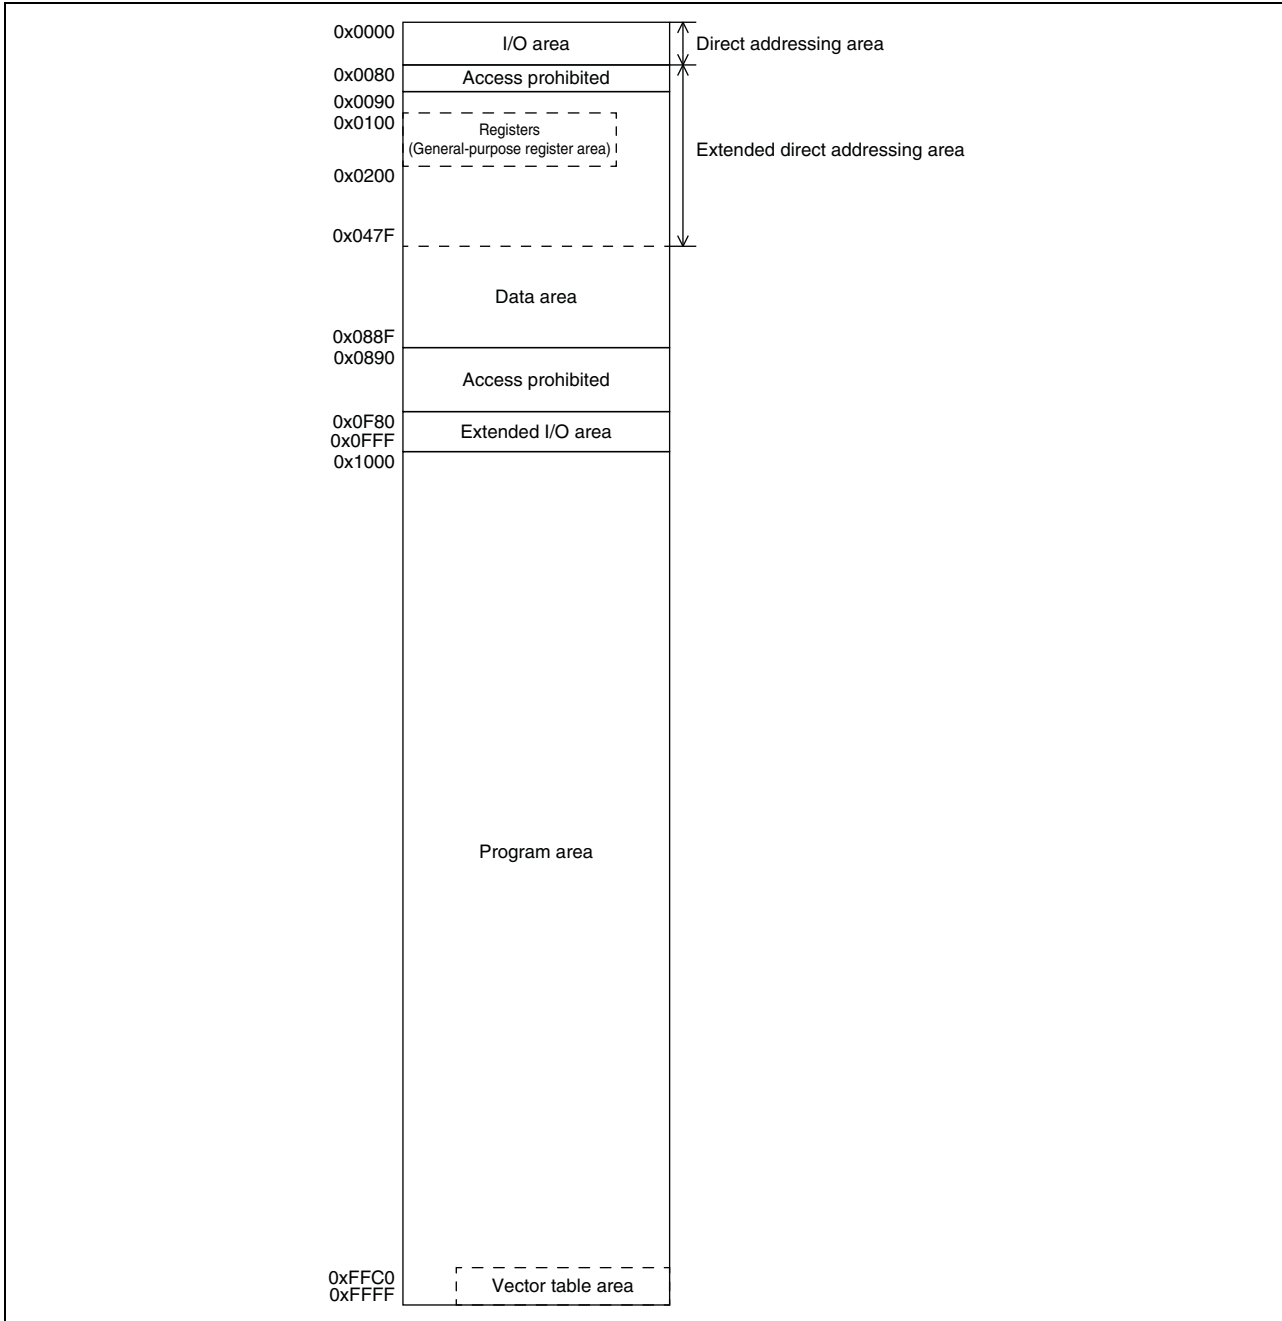 0x0000
I/O area
Direct addressing area
0x0080
Access prohibited
0x0090
0x0100
Registers
(General-purpose register area)
Extended direct addressing area
0x0200
0x047F
Data area
0x088F
0x0890
Access prohibited
0x0F80
Extended I/O area
0x0FFF
0x1000
Program area
0xFFC0
Vector table area
0xFFFF